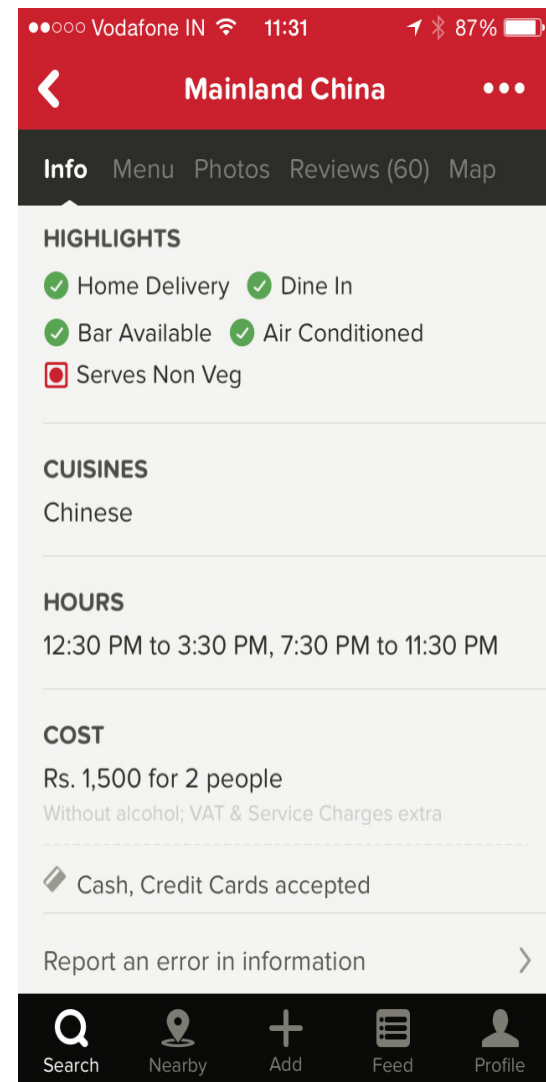 Vodafone IN 11:31 87%
Mainland China
Info Menu Photos Reviews (60) Map
HIGHLIGHTS
Home Delivery Dine In
Bar Available Air Conditioned
Serves Non Veg
CUISINES
Chinese
HOURS
12:30 PM to 3:30 PM, 7:30 PM to 11:30 PM
COST
Rs. 1,500 for 2 people
Without alcohol; VAT & Service Charges extra
Cash, Credit Cards accepted
Report an error in information
Search Nearby Add Feed Profile